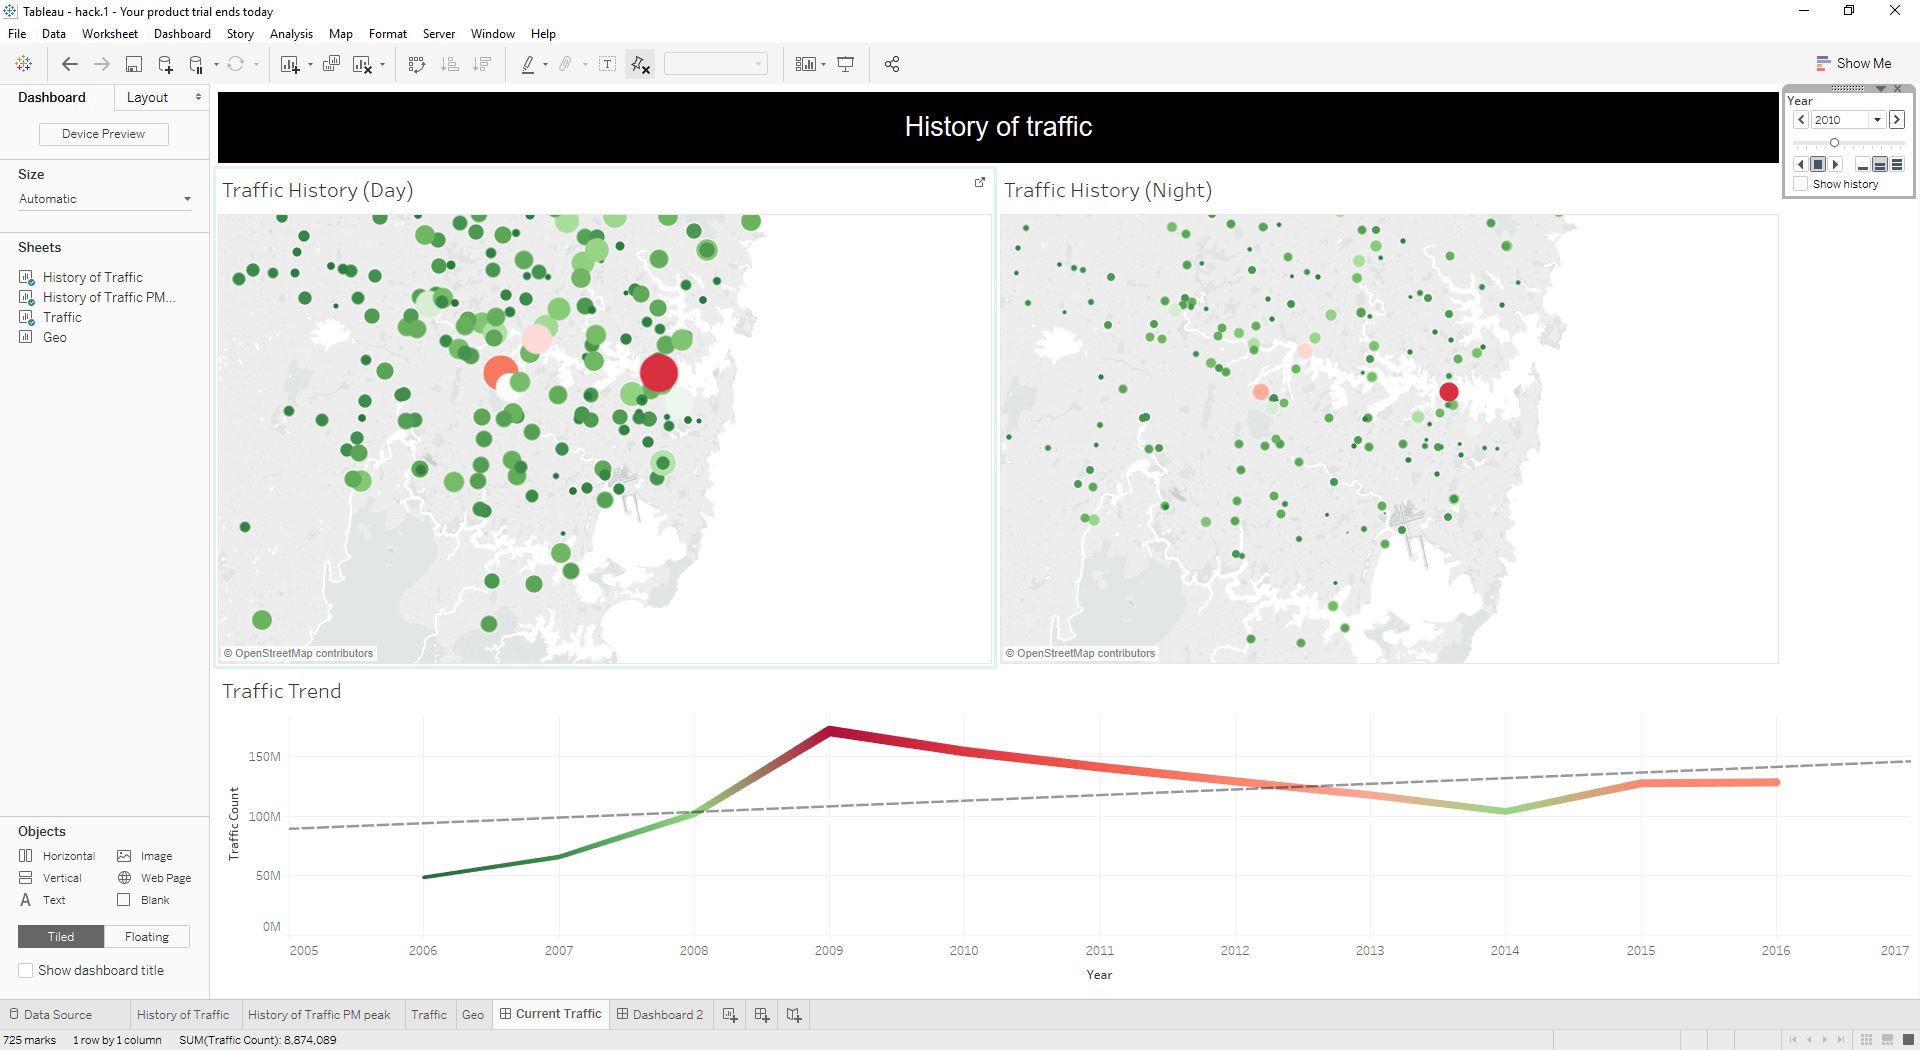 Tableau - hack.1 - Your product trial ends today
File Data Worksheet Dashboard Story Analysis Map Format Server Window Help
Show Me
Dashboard Layout
Device Preview
Size
Automatic
Sheets
History of Traffic
History of Traffic PM...
Traffic
Geo
Objects
Horizontal Image
Vertical Web Page
Text Blank
Tiled Floating
Show dashboard title
History of traffic
Year
2010
Show history
Traffic History (Day)
© OpenStreetMap contributors
Traffic History (Night)
© OpenStreetMap contributors
Traffic Trend
Traffic Count
150M
100M
50M
0M
2005 2006 2007 2008 2009 2010 2011 2012 2013 2014 2015 2016 2017
Year
Data Source History of Traffic History of Traffic PM peak Traffic Geo Current Traffic Dashboard 2
725 marks 1 row by 1 column SUM(Traffic Count): 8,874,089